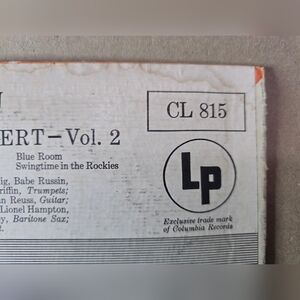 CL 815
ERT–Vol. 2
Blue Room
Swingtime in the Rockies
ig, Babe Russin,
riffin, Trumpets;
n Reuss, Guitar;
Lionel Hampton,
y, Baritone Sax;
LP
Exclusive trade mark
of Columbia Records